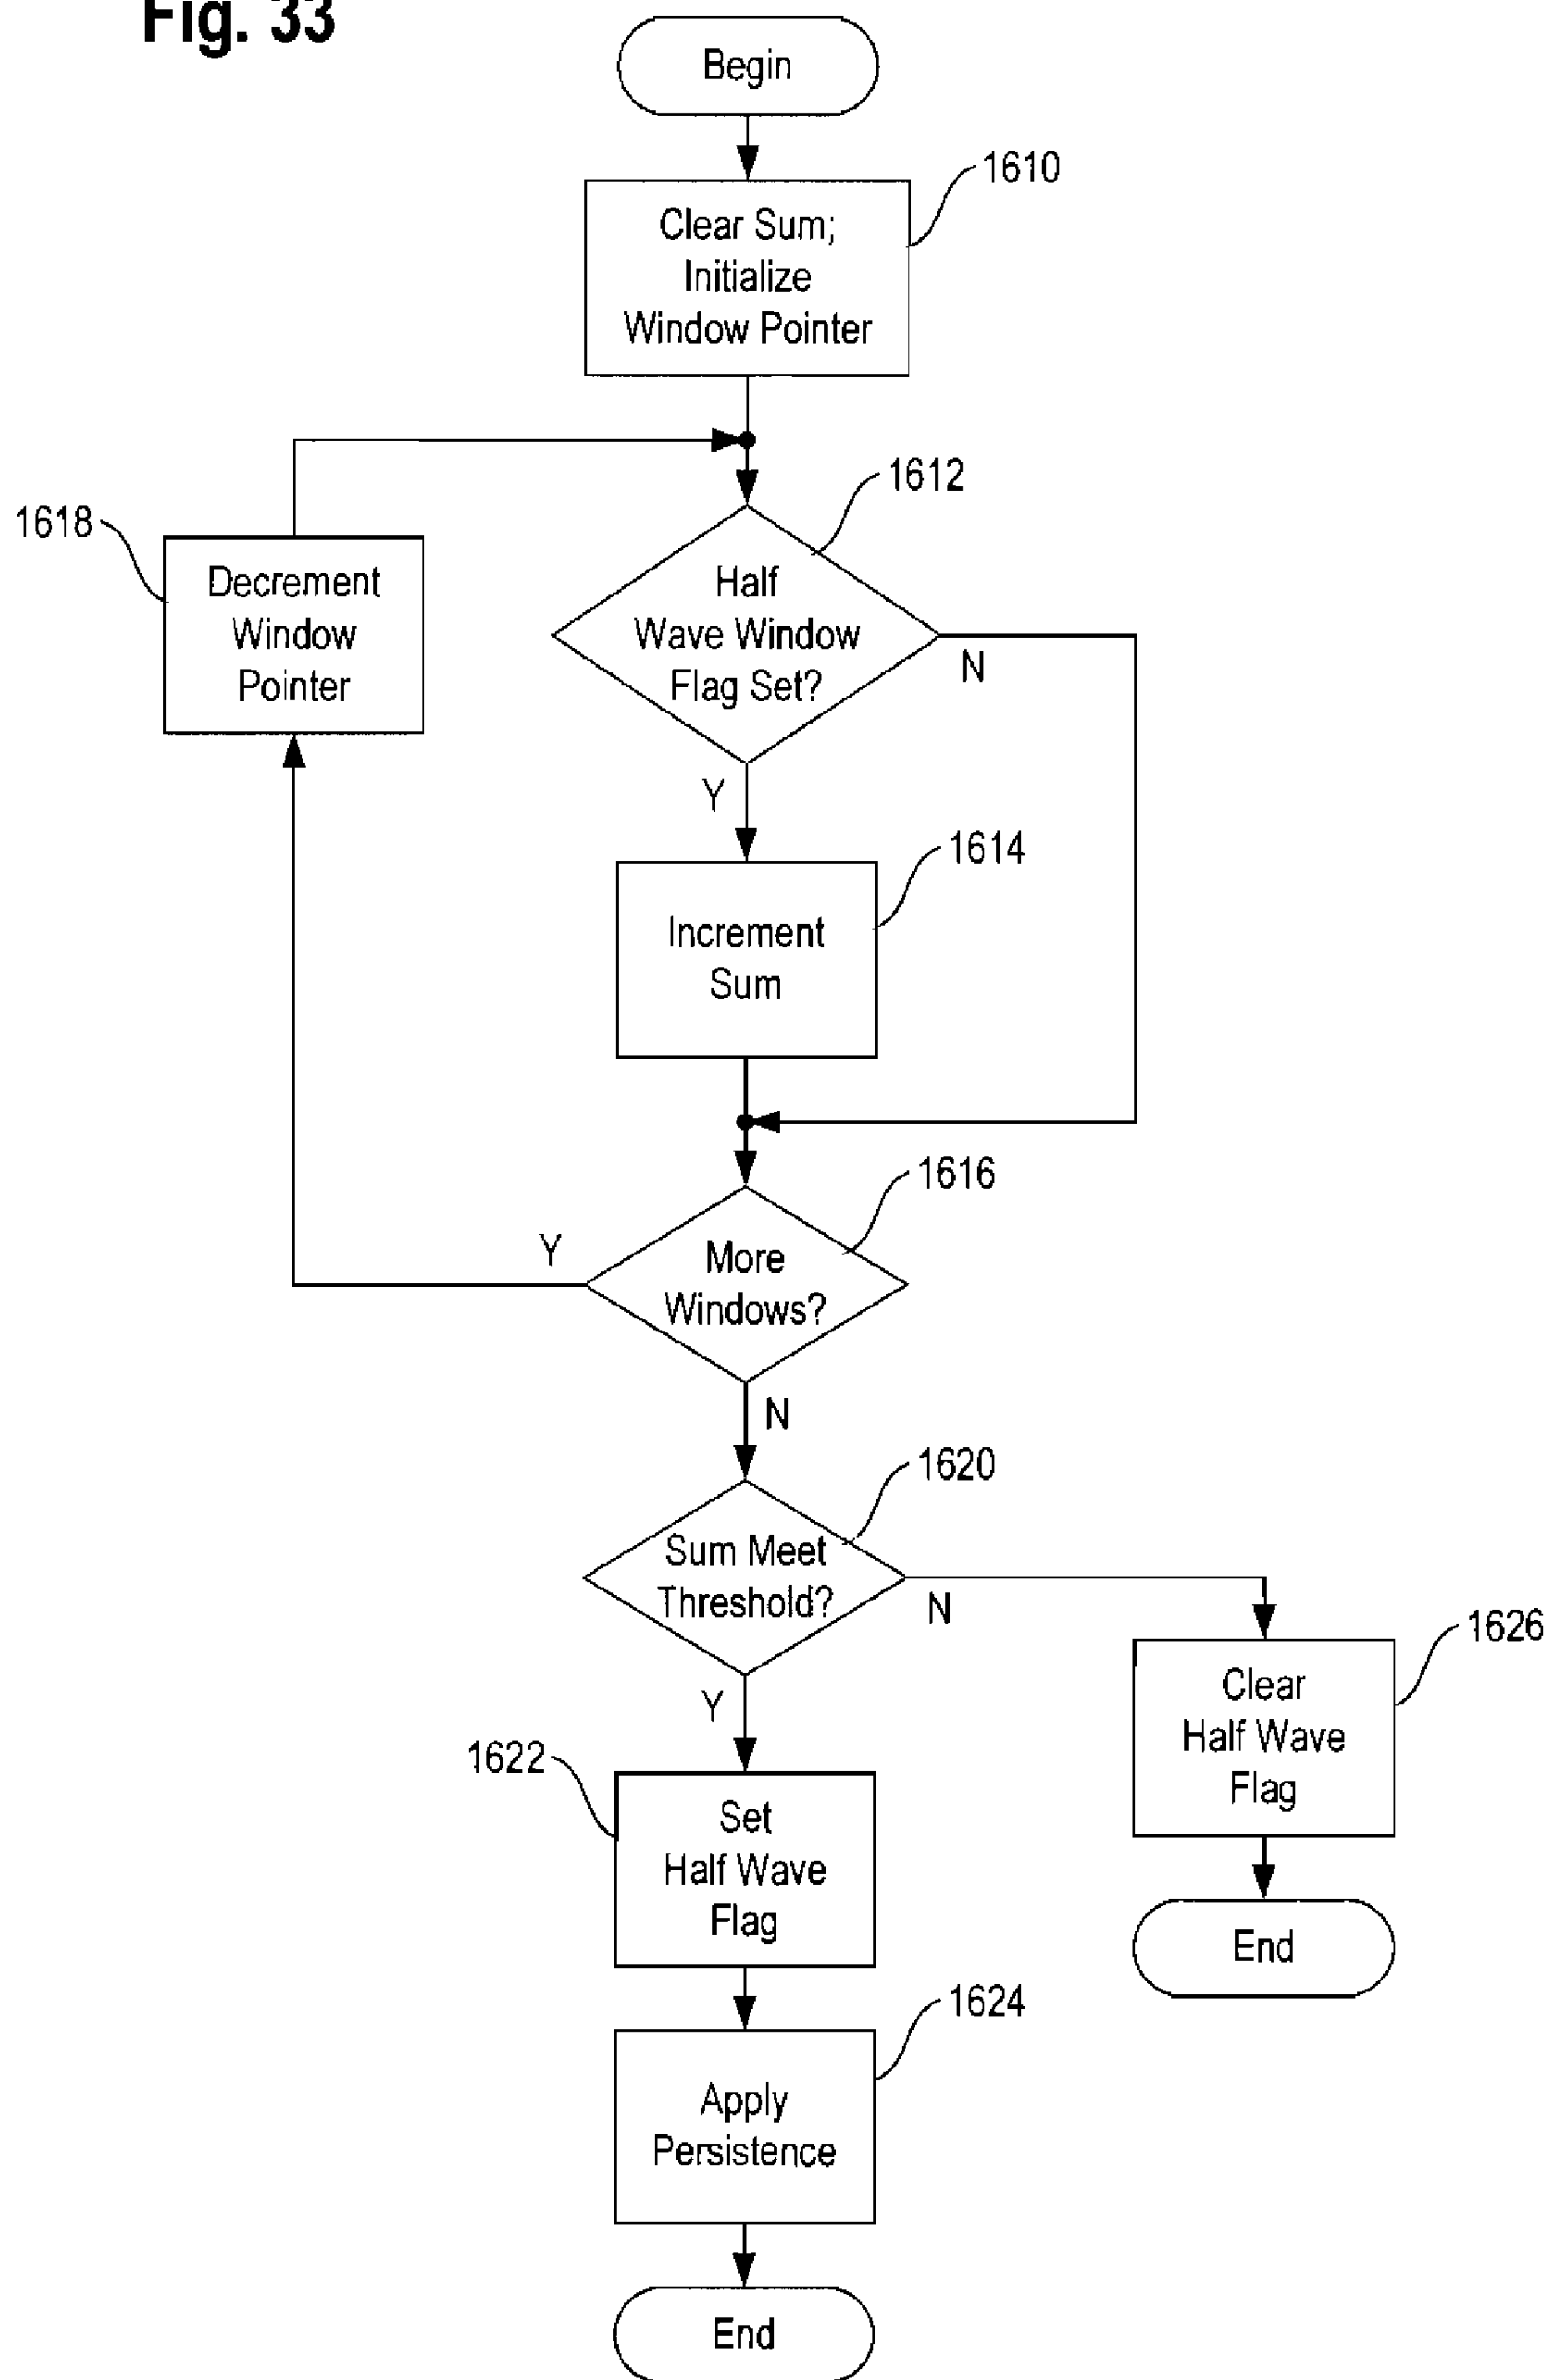 Fig. 33
Begin
1610
Clear Sum;
Initialize
Window Pointer
1612
1618
Decrement
Window
Pointer
Half
Wave Window
Flag Set?
N
Y
1614
Increment
Sum
1616
Y
More
Windows?
N
1620
Sum Meet
Threshold?
N
1626
Y
Clear
Half Wave
Flag
1622
Set
Half Wave
Flag
End
1624
Apply
Persistence
End